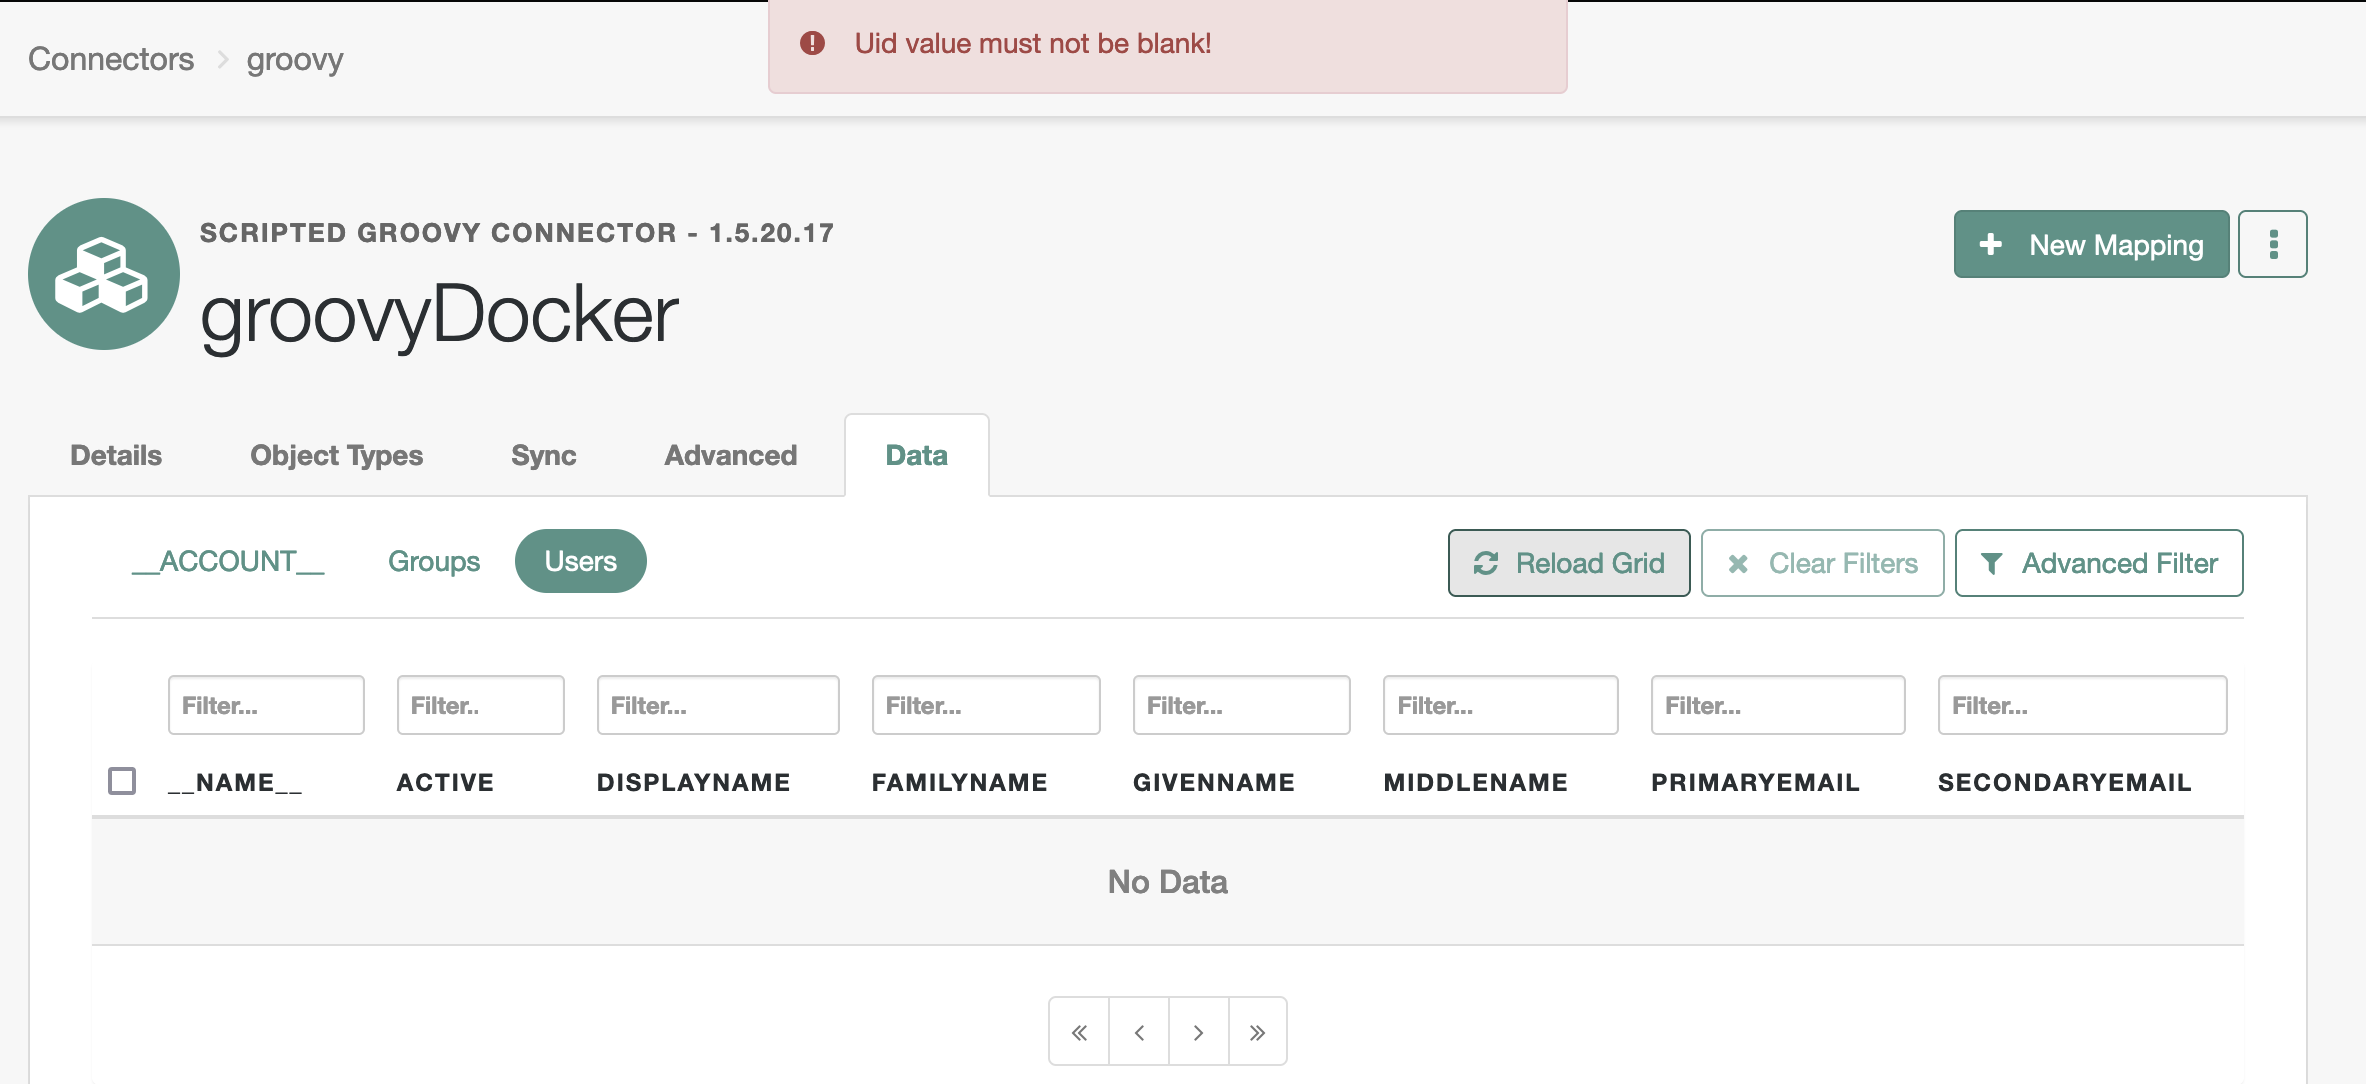 Uid value must not be blank!
Connectors > groovy
SCRIPTED GROOVY CONNECTOR - 1.5.20.17
groovyDocker
New Mapping
Details Object Types Sync Advanced Data
__ACCOUNT__ Groups Users Reload Grid Clear Filters Advanced Filter
Filter... Filter.. Filter... Filter... Filter... Filter... Filter... Filter...
__NAME__ ACTIVE DISPLAYNAME FAMILYNAME GIVENNAME MIDDLENAME PRIMARYEMAIL SECONDARYEMAIL
No Data
« ‹ › »